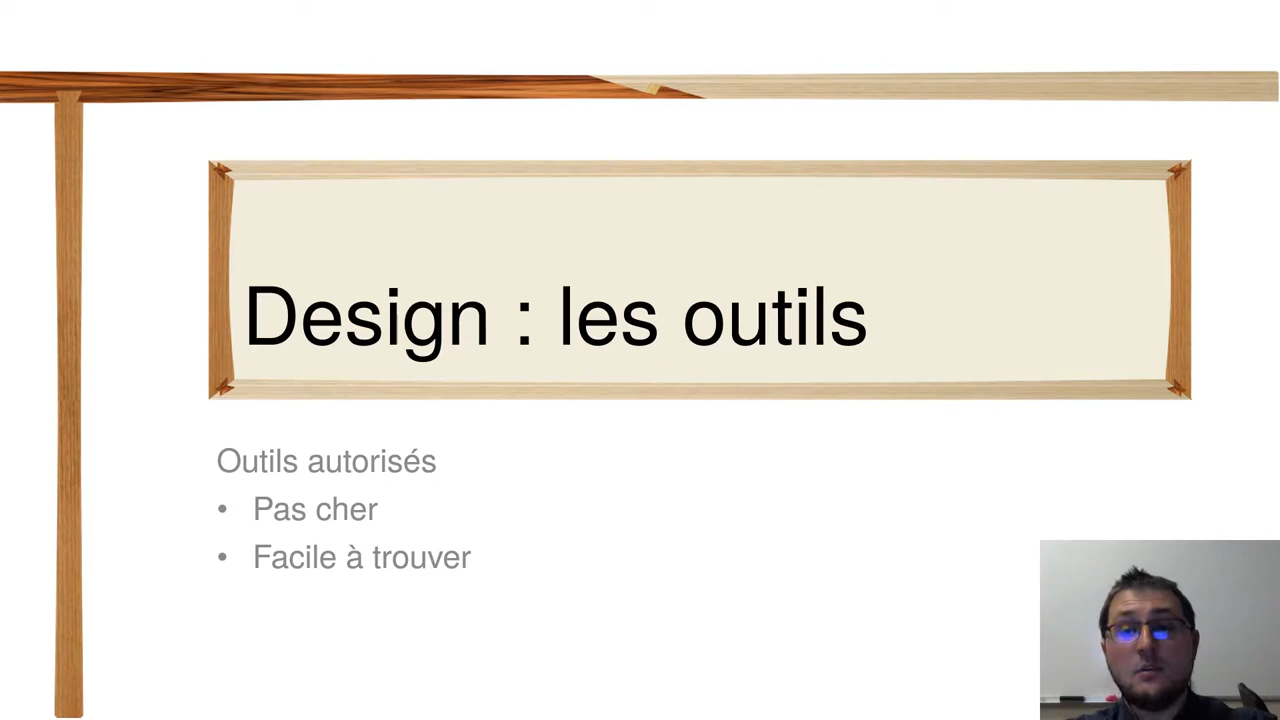 Design : les outils
Outils autorisés
• Pas cher
• Facile à trouver